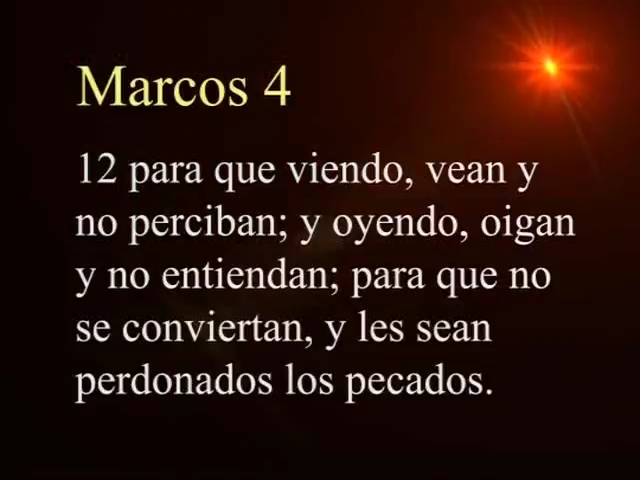 Marcos 4
12 para que viendo, vean y
no perciban; y oyendo, oigan
y no entiendan; para que no
se conviertan, y les sean
perdonados los pecados.